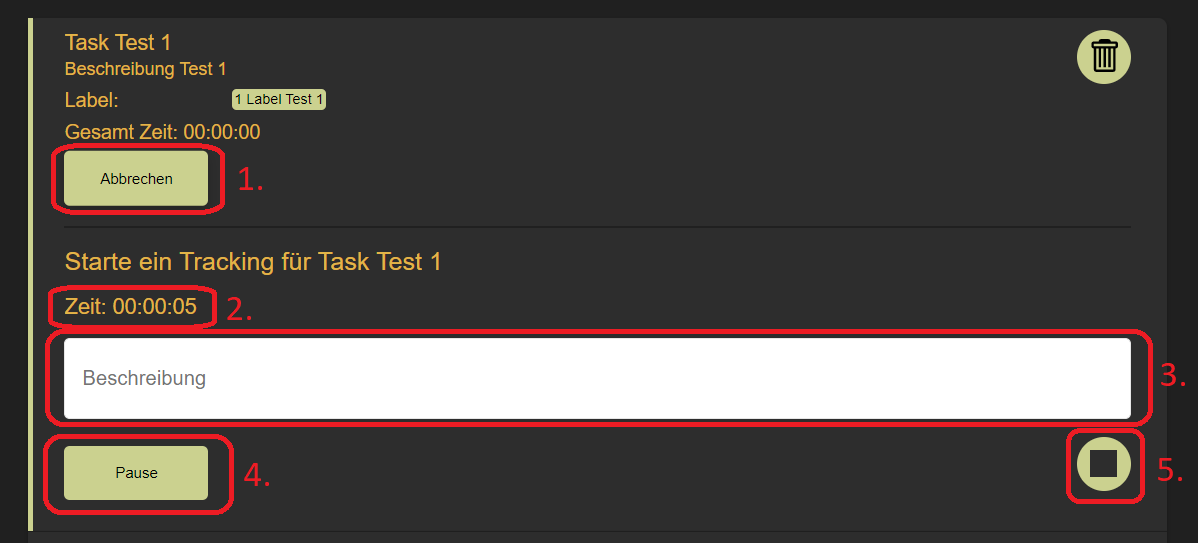 Task Test 1
Beschreibung Test 1
Label: 1 Label Test 1
Gesamt Zeit: 00:00:00
Abbrechen 1.
Starte ein Tracking für Task Test 1
Zeit: 00:00:05 2.
Beschreibung 3.
Pause 4. 5.